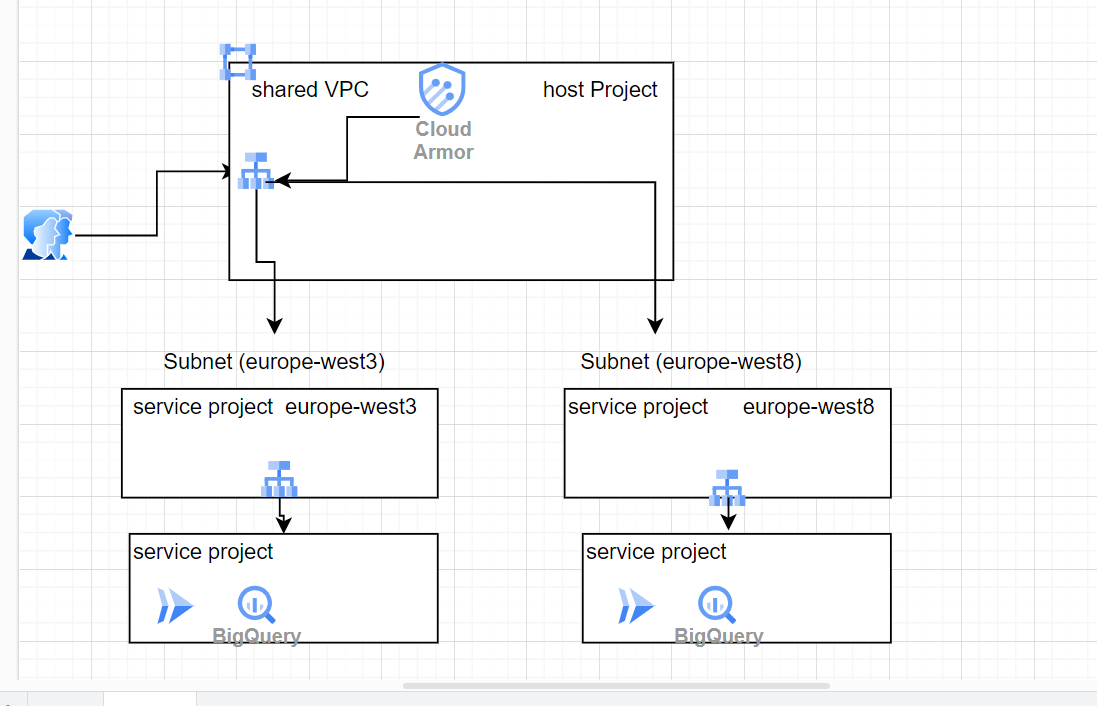 shared VPC
host Project
Cloud
Armor
Subnet (europe-west3)
Subnet (europe-west8)
service project europe-west3
service project europe-west8
service project
service project
BigQuery
BigQuery